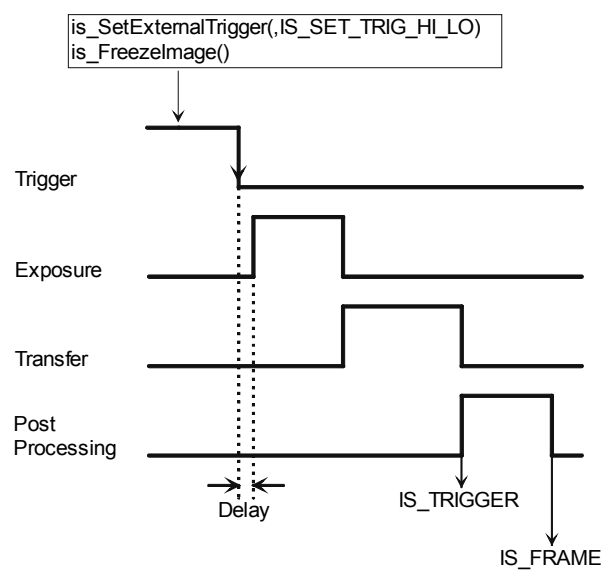 is_SetExternalTrigger(,IS_SET_TRIG_HI_LO)
is_FreezeImage()
Trigger
Exposure
Transfer
Post
Processing
Delay
IS_TRIGGER
IS_FRAME